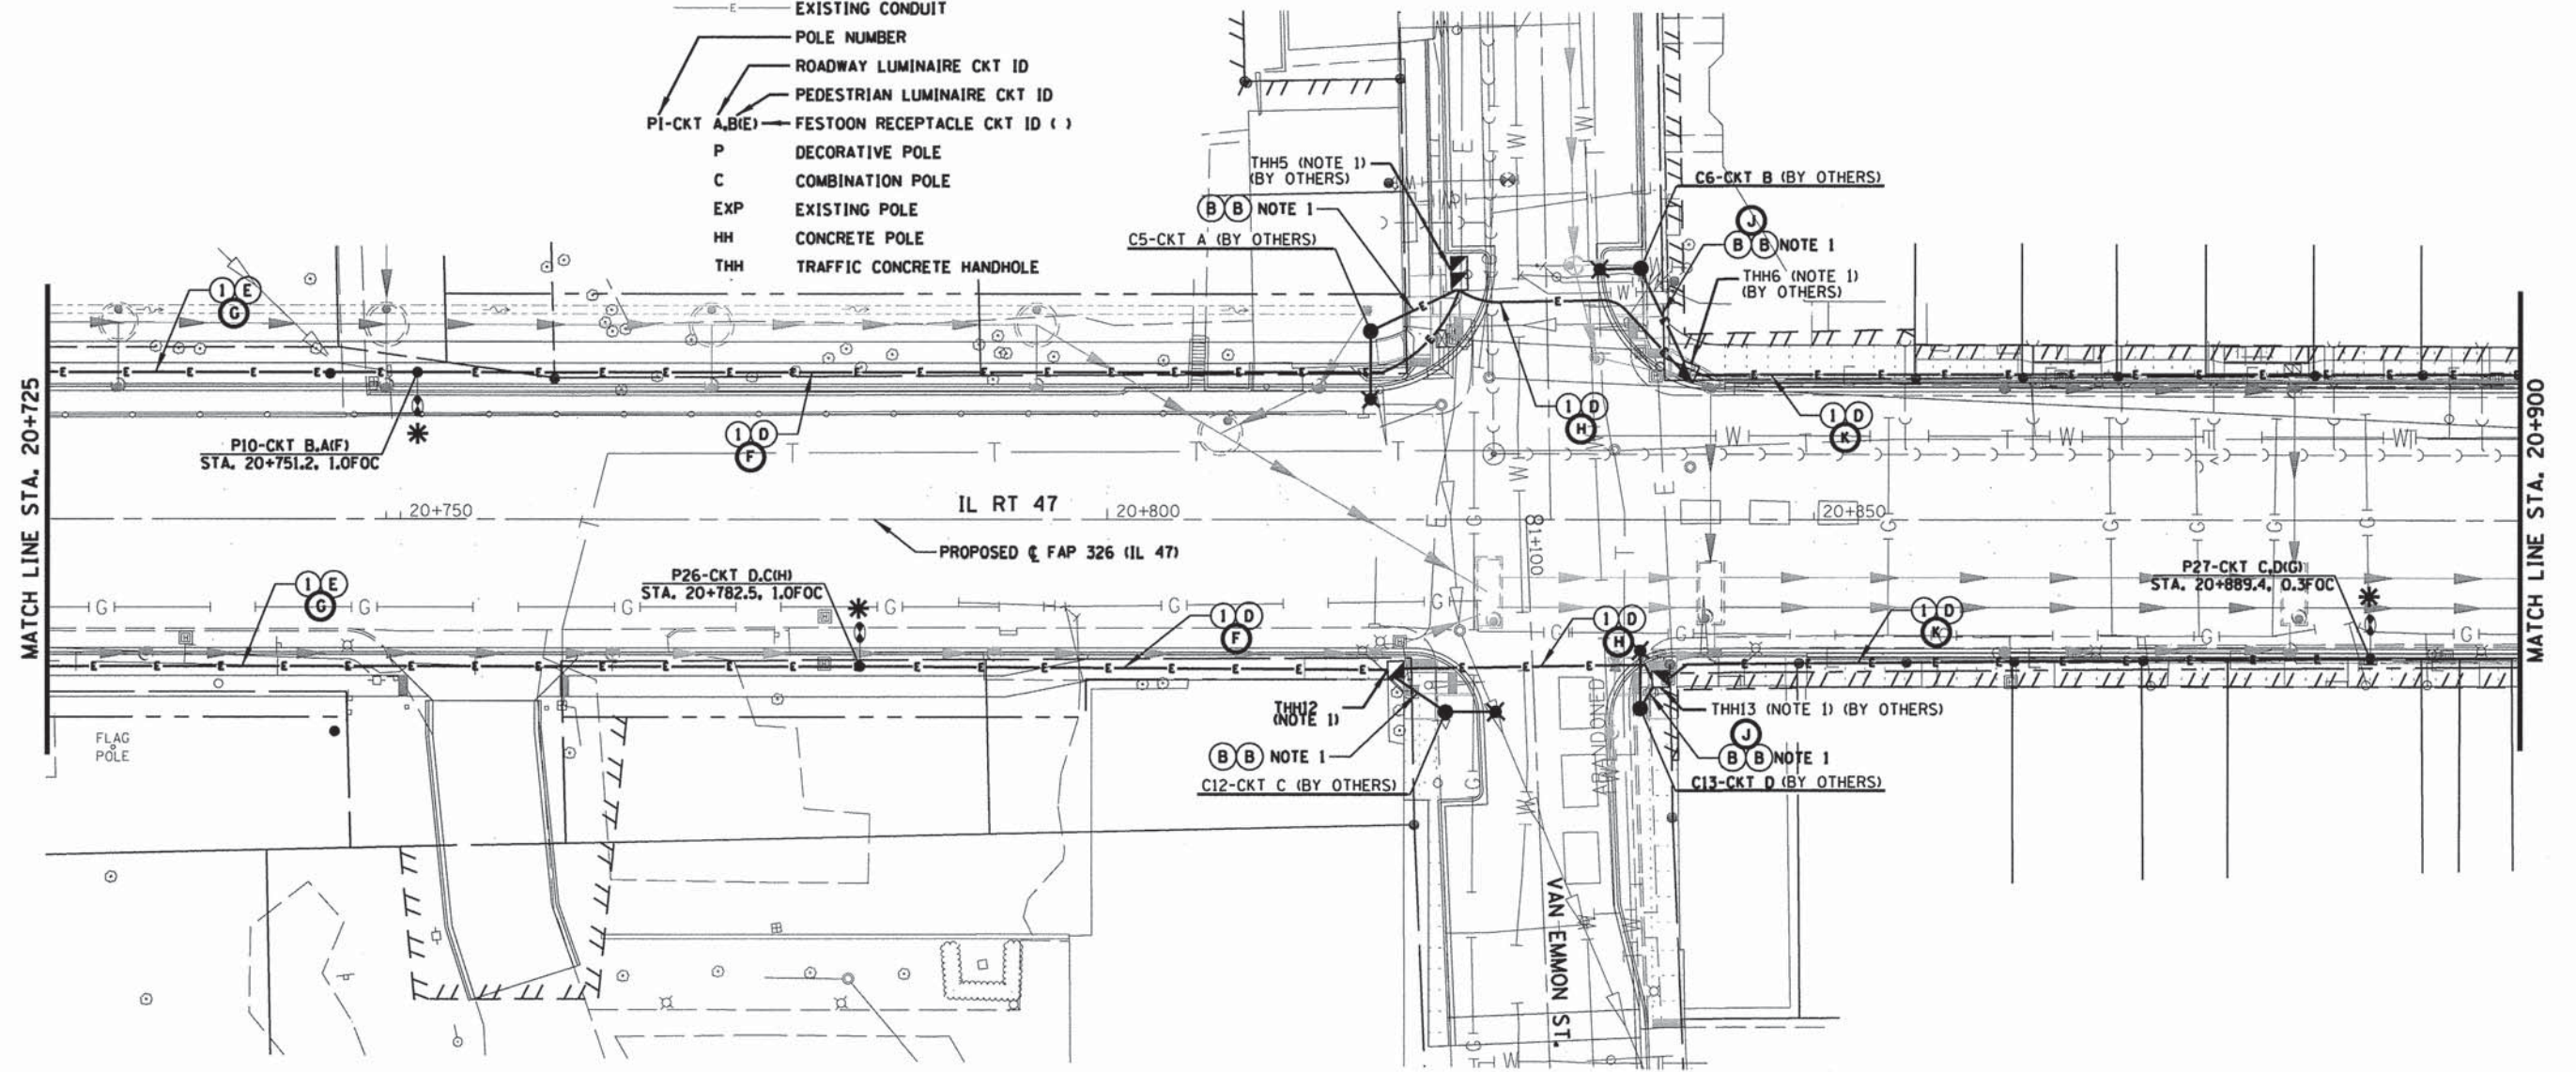 E EXISTING CONDUIT
POLE NUMBER
ROADWAY LUMINAIRE CKT ID
PEDESTRIAN LUMINAIRE CKT ID
P1-CKT A,B(E) FESTOON RECEPTACLE CKT ID ( )
P DECORATIVE POLE
C COMBINATION POLE
EXP EXISTING POLE
HH CONCRETE POLE
THH TRAFFIC CONCRETE HANDHOLE
THH5 (NOTE 1)
(BY OTHERS)
B B NOTE 1
C5-CKT A (BY OTHERS)
C6-CKT B (BY OTHERS)
J
B B NOTE 1
THH6 (NOTE 1)
(BY OTHERS)
1 E
G
MATCH LINE STA. 20+725
P10-CKT B,A(F)
STA. 20+751.2, 1.0FOC
1 D
F
1 D
H
1 D
K
MATCH LINE STA. 20+900
20+750
IL RT 47
20+800
81+100
20+850
PROPOSED ℄ FAP 326 (IL 47)
1 E
G
P26-CKT D,C(H)
STA. 20+782.5, 1.0FOC
1 D
F
1 D
H
1 D
K
P27-CKT C,D(G)
STA. 20+889.4, 0.3FOC
FLAG
POLE
THH12
(NOTE 1)
B B NOTE 1
C12-CKT C (BY OTHERS)
ABANDONED
THH13 (NOTE 1) (BY OTHERS)
J
B B NOTE 1
C13-CKT D (BY OTHERS)
VAN EMMON ST.